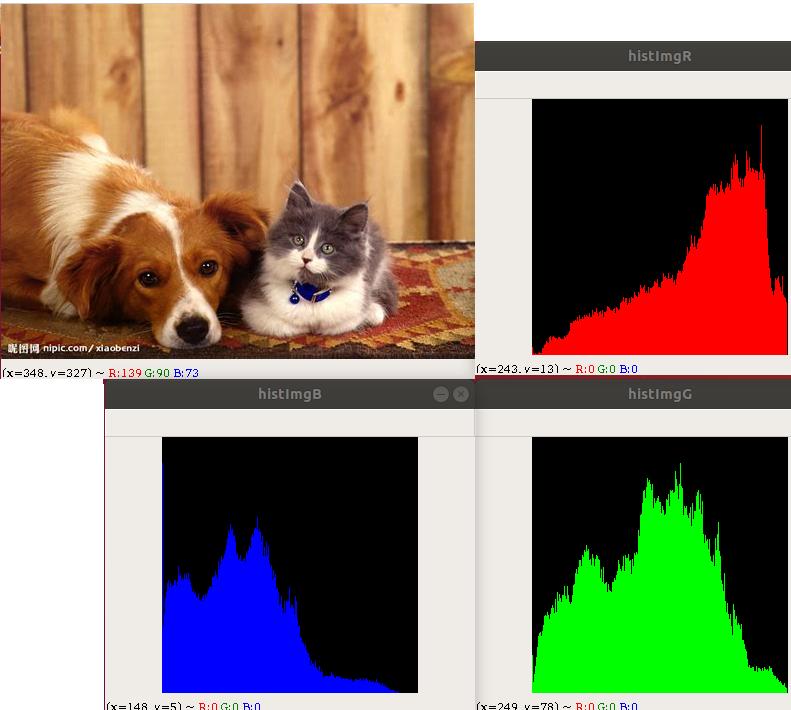 histImgR
昵图网 nipic.com/xiaobenzi
(x=348, y=327) ~ R:139 G:90 B:73
(x=243, y=13) ~ R:0 G:0 B:0
histImgB
histImgG
(x=148, y=5) ~ R:0 G:0 B:0
(x=249, y=78) ~ R:0 G:0 B:0